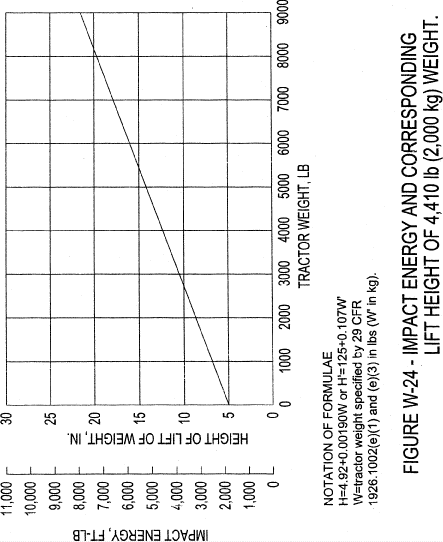 IMPACT ENERGY, FT-LB
11,000
10,000
9,000
8,000
7,000
6,000
5,000
4,000
3,000
2,000
1,000
0
HEIGHT OF LIFT OF WEIGHT, IN.
30
25
20
15
10
5
0
0 1000 2000 3000 4000 5000 6000 7000 8000 9000
TRACTOR WEIGHT, LB
NOTATION OF FORMULAE
H=4.92+0.00190W or H'=125+0.107W'
W=tractor weight specified by 29 CFR
1926.1002(e)(1) and (e)(3) in lbs (W' in kg).
FIGURE W-24 - IMPACT ENERGY AND CORRESPONDING
LIFT HEIGHT OF 4,410 lb (2,000 kg) WEIGHT.